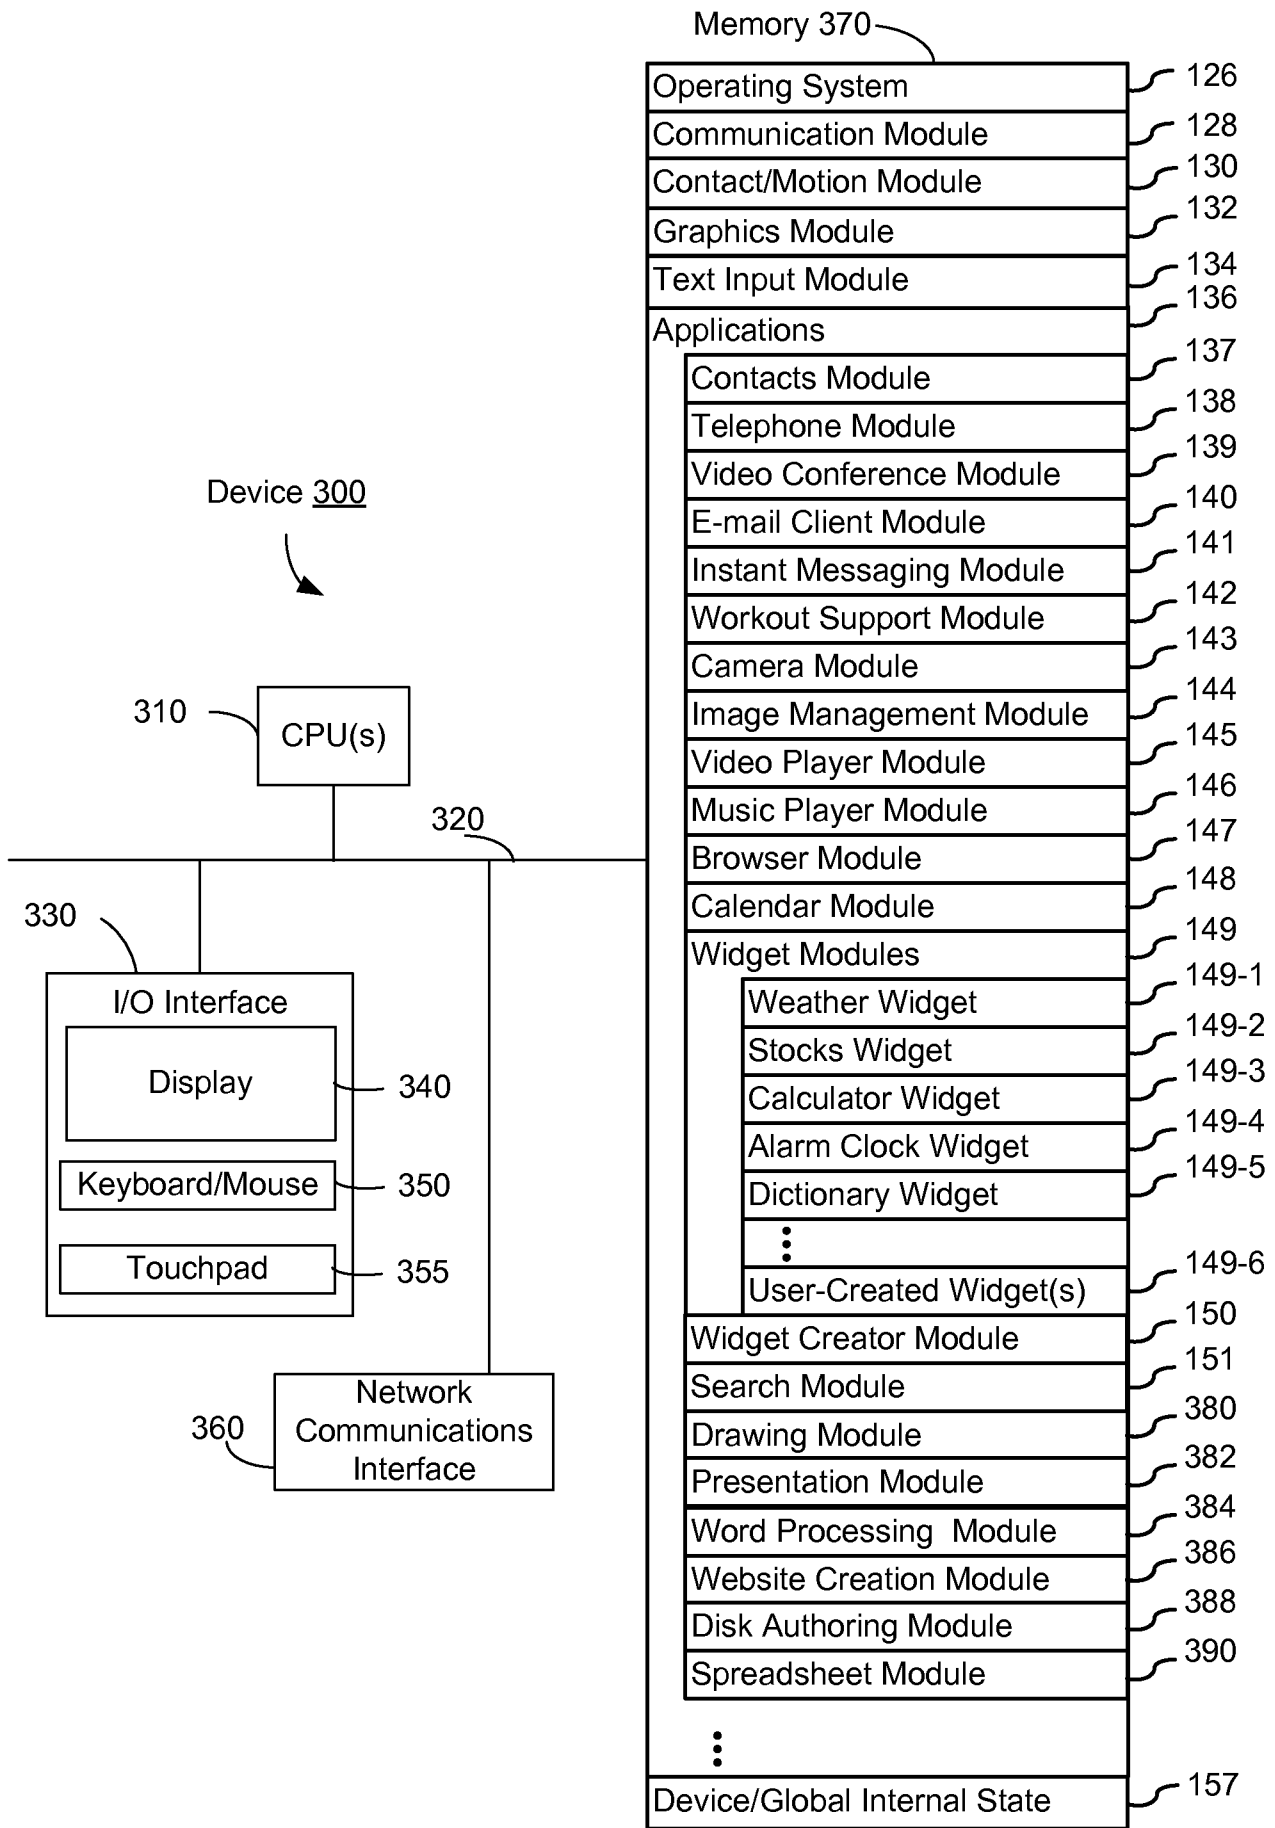 Memory 370
Operating System 126
Communication Module 128
Contact/Motion Module 130
Graphics Module 132
Text Input Module 134
Applications 136
Contacts Module 137
Telephone Module 138
Video Conference Module 139
E-mail Client Module 140
Instant Messaging Module 141
Workout Support Module 142
Camera Module 143
Image Management Module 144
Video Player Module 145
Music Player Module 146
Browser Module 147
Calendar Module 148
Widget Modules 149
Weather Widget 149-1
Stocks Widget 149-2
Calculator Widget 149-3
Alarm Clock Widget 149-4
Dictionary Widget 149-5
User-Created Widget(s) 149-6
Widget Creator Module 150
Search Module 151
Drawing Module 380
Presentation Module 382
Word Processing Module 384
Website Creation Module 386
Disk Authoring Module 388
Spreadsheet Module 390
Device/Global Internal State 157
Device 300
310 CPU(s)
320
330
I/O Interface
Display 340
Keyboard/Mouse 350
Touchpad 355
360
Network
Communications
Interface